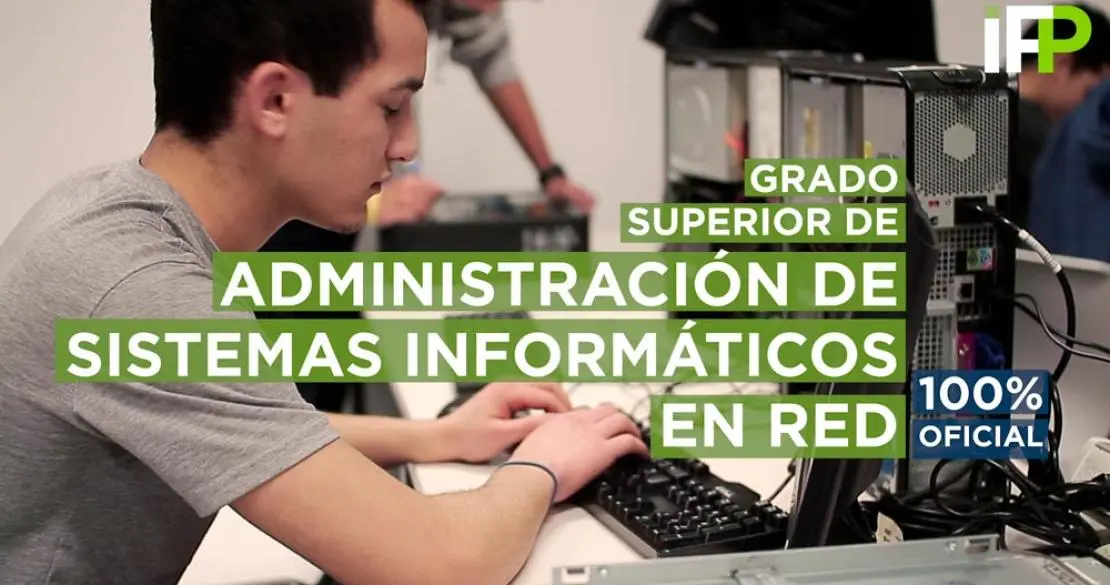 iFP
GRADO
SUPERIOR DE
ADMINISTRACIÓN DE
SISTEMAS INFORMÁTICOS
EN RED
100%
OFICIAL